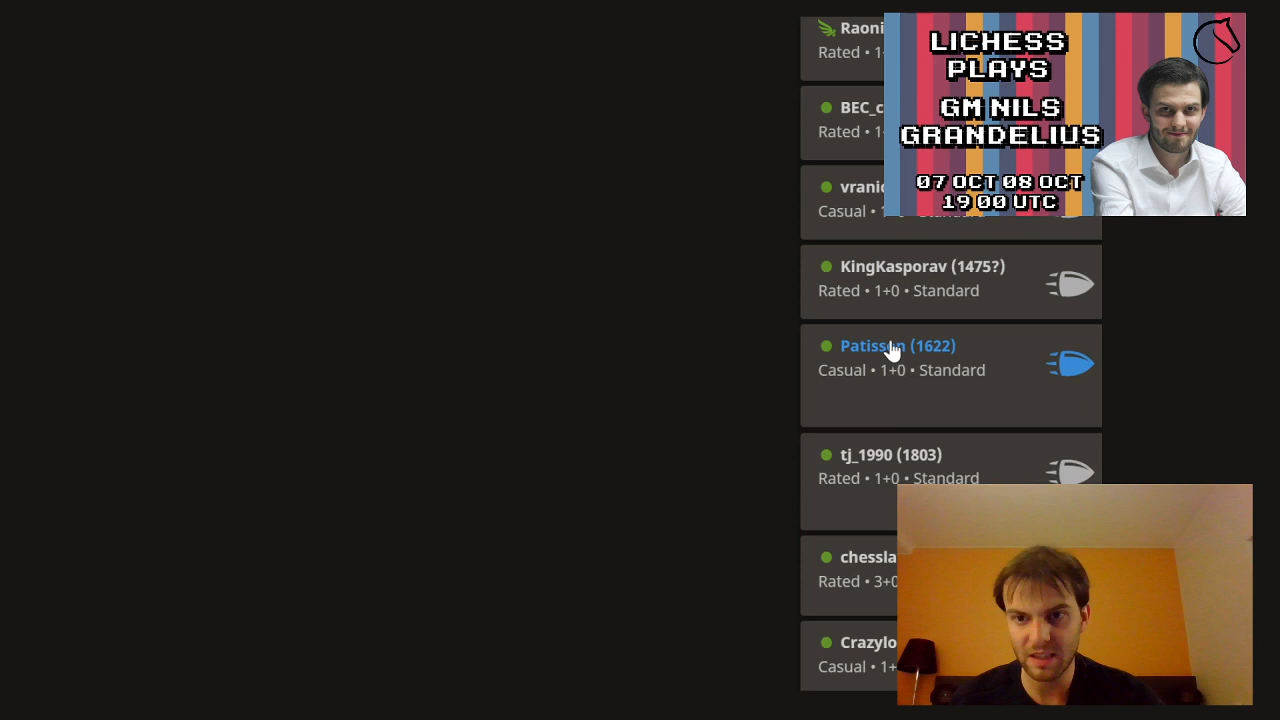 Raoni
Rated • 1
BEC_c
Rated • 1
vranic
Casual •
KingKasporav (1475?)
Rated • 1+0 • Standard
(1622)
Casual • 1+0 • Standard
tj_1990 (1803)
Rated • 1+0 • Standard
chessla
Rated • 3+0
Crazylo
Casual • 1+
LICHESS
PLAYS
GM NILS
GRANDELIUS
07 OCT 08 OCT
19 00 UTC